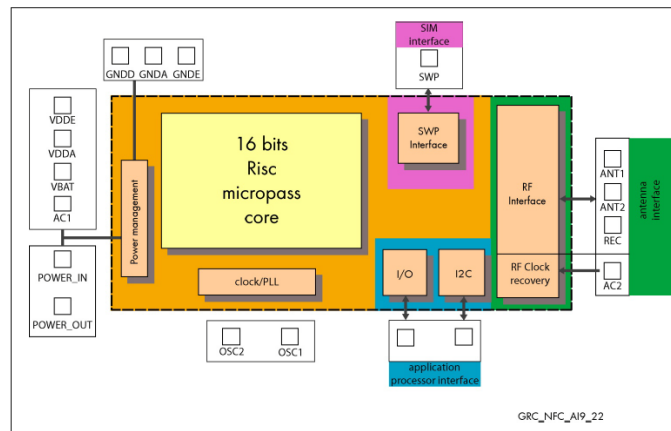 SIM
interface
SWP
GNDD GNDA GNDE
VDDE
VDDA
VBAT
AC1
POWER_IN
POWER_OUT
Power management
16 bits
Risc
micropass
core
clock/PLL
SWP
Interface
RF
Interface
RF Clock
recovery
I/O
I2C
ANT1
ANT2
REC
AC2
antenna
interface
OSC2 OSC1
application
processor interface
GRC_NFC_AI9_22